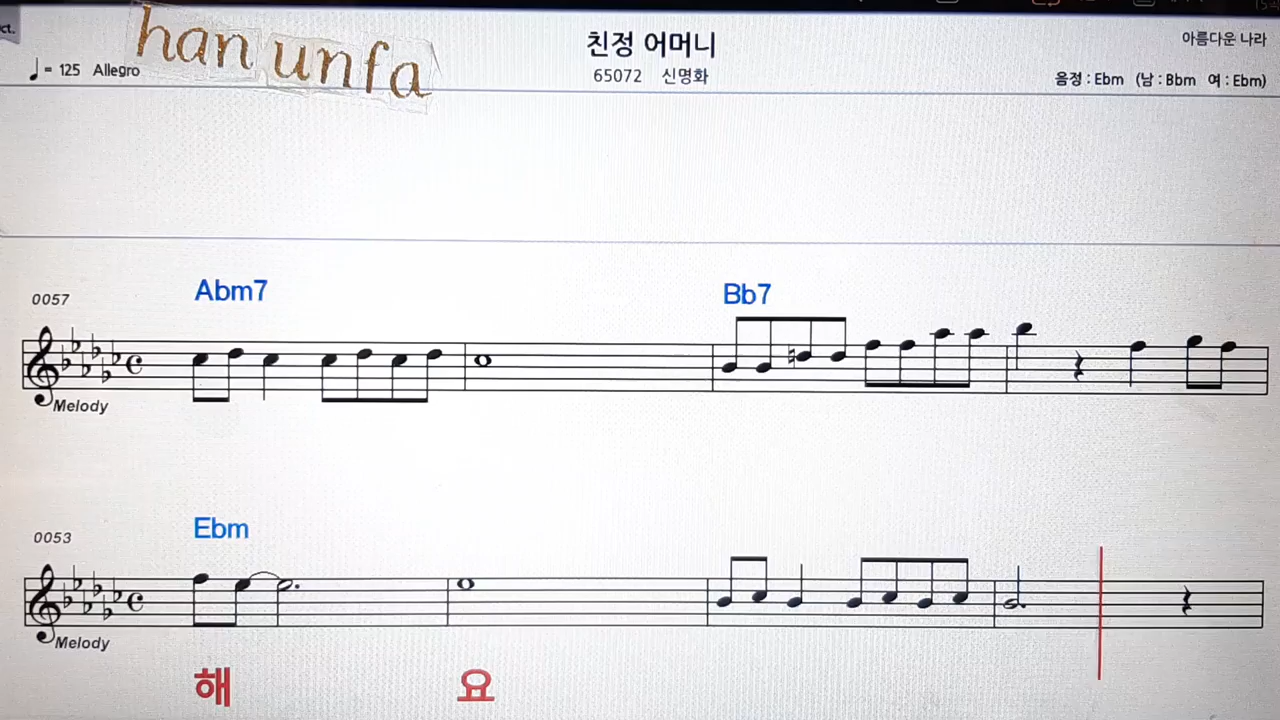 ct.
han unfa
친정 어머니
아름다운 나라
♩= 125 Allegro
65072 신명화
음정 : Ebm (남 : Bbm 여 : Ebm)
0057
Abm7
Bb7
Melody
0053
Ebm
Melody
해
요